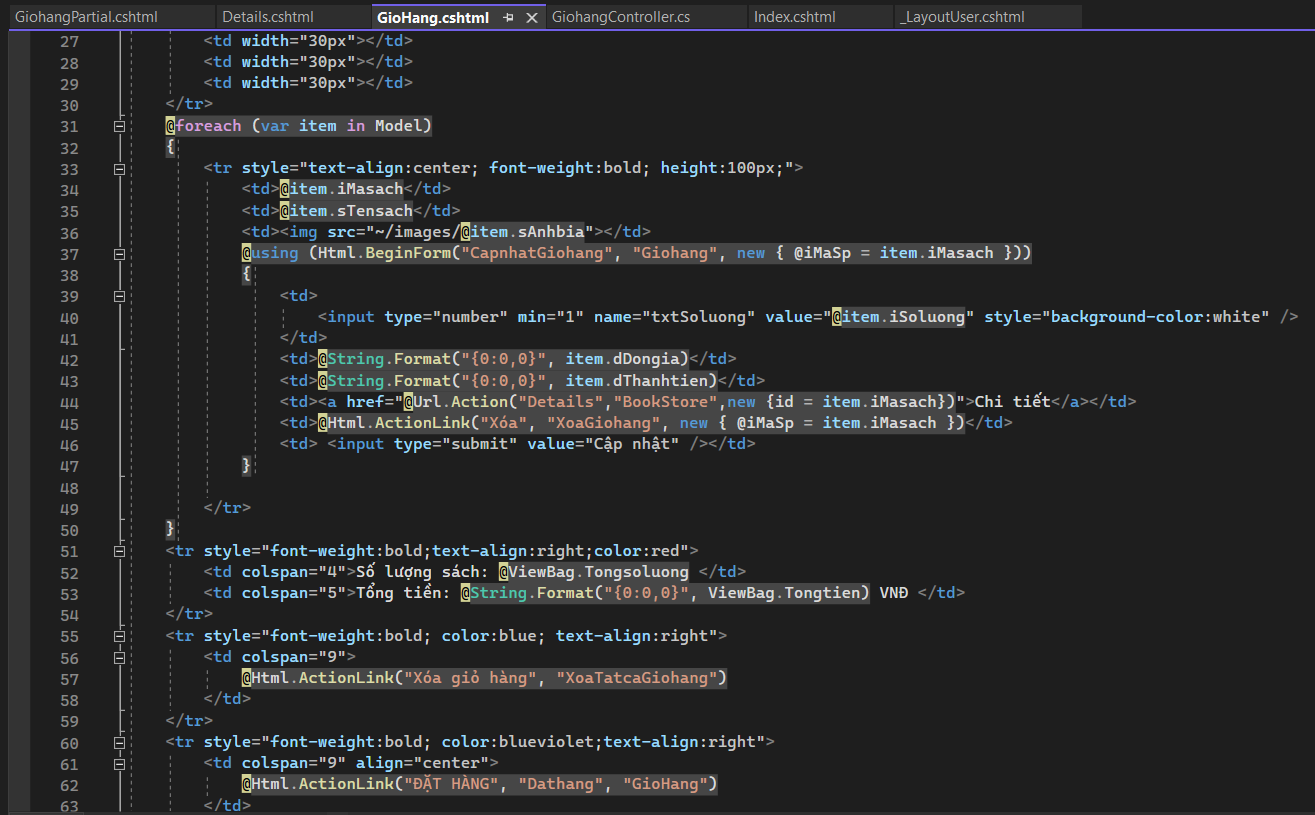 GiohangPartial.cshtml Details.cshtml GioHang.cshtml GiohangController.cs Index.cshtml _LayoutUser.cshtml
27 <td width="30px"></td>
28 <td width="30px"></td>
29 <td width="30px"></td>
30 </tr>
31 @foreach (var item in Model)
32 {
33 <tr style="text-align:center; font-weight:bold; height:100px;">
34 <td>@item.iMasach</td>
35 <td>@item.sTensach</td>
36 <td><img src="~/images/@item.sAnhbia"></td>
37 @using (Html.BeginForm("CapnhatGiohang", "Giohang", new { @iMaSp = item.iMasach }))
38 {
39 <td>
40 <input type="number" min="1" name="txtSoluong" value="@item.iSoluong" style="background-color:white" />
41 </td>
42 <td>@String.Format("{0:0,0}", item.dDongia)</td>
43 <td>@String.Format("{0:0,0}", item.dThanhtien)</td>
44 <td><a href="@Url.Action("Details","BookStore",new {id = item.iMasach})">Chi tiết</a></td>
45 <td>@Html.ActionLink("Xóa", "XoaGiohang", new { @iMaSp = item.iMasach })</td>
46 <td> <input type="submit" value="Cập nhật" /></td>
47 }
48
49 </tr>
50 }
51 <tr style="font-weight:bold;text-align:right;color:red">
52 <td colspan="4">Số lượng sách: @ViewBag.Tongsoluong </td>
53 <td colspan="5">Tổng tiền: @String.Format("{0:0,0}", ViewBag.Tongtien) VNĐ </td>
54 </tr>
55 <tr style="font-weight:bold; color:blue; text-align:right">
56 <td colspan="9">
57 @Html.ActionLink("Xóa giỏ hàng", "XoaTatcaGiohang")
58 </td>
59 </tr>
60 <tr style="font-weight:bold; color:blueviolet;text-align:right">
61 <td colspan="9" align="center">
62 @Html.ActionLink("ĐẶT HÀNG", "Dathang", "GioHang")
63 </td>